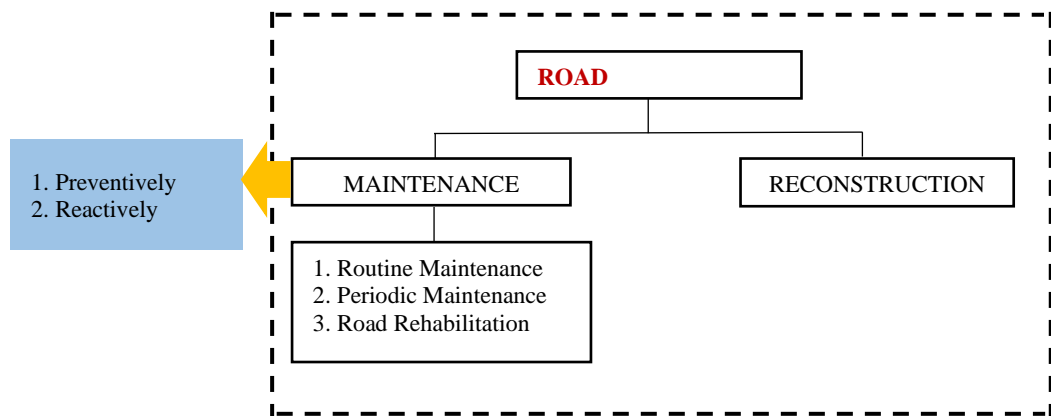 ROAD
MAINTENANCE
RECONSTRUCTION
1. Preventively
2. Reactively
1. Routine Maintenance
2. Periodic Maintenance
3. Road Rehabilitation